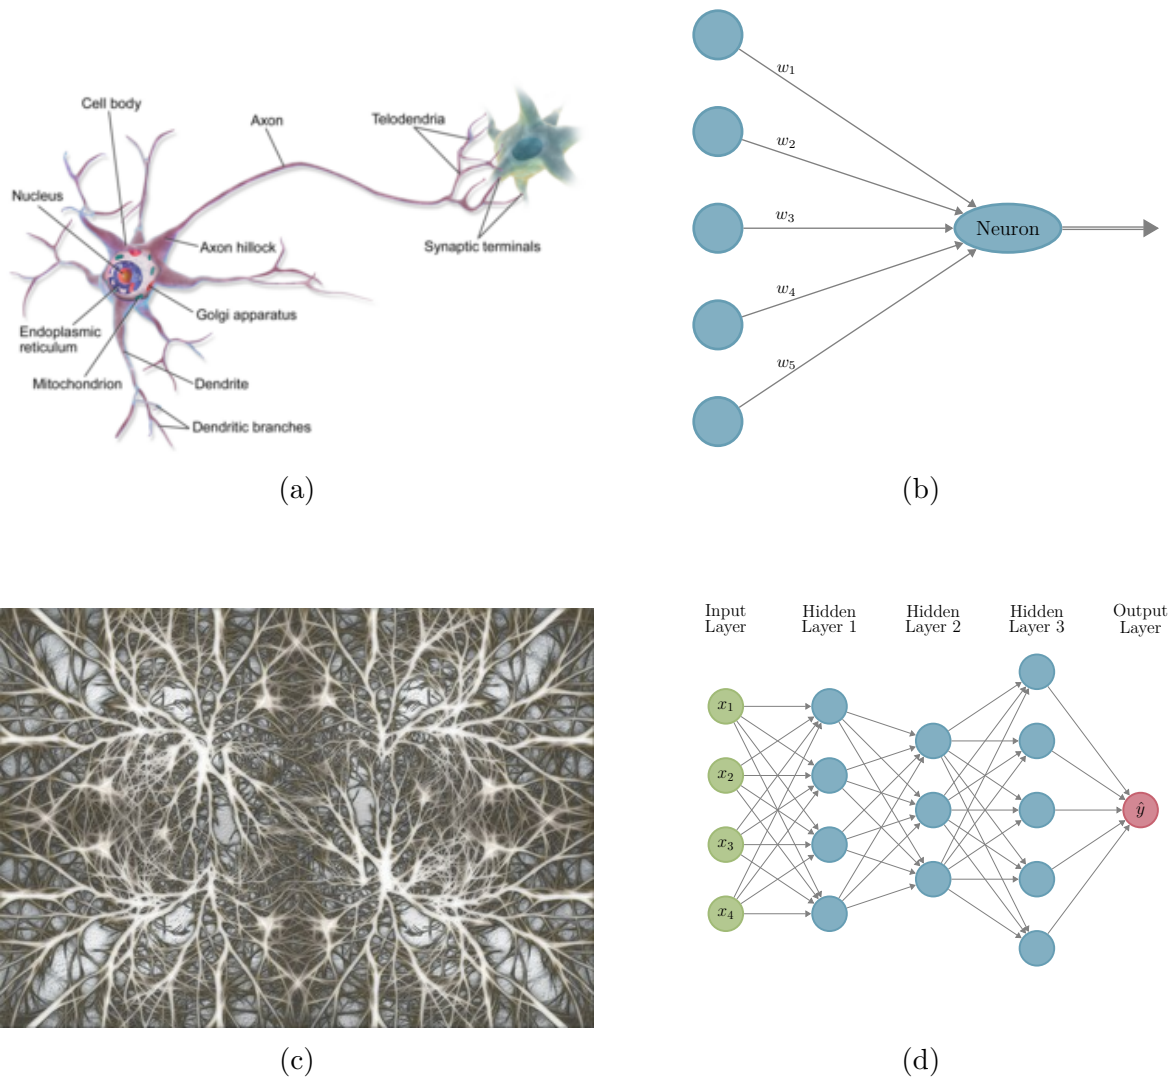 Cell body
Axon
Telodendria
Nucleus
Axon hillock
Synaptic terminals
Golgi apparatus
Endoplasmic
reticulum
Mitochondrion
Dendrite
Dendritic branches
(a)
w₁
w₂
w₃
Neuron
w₄
w₅
(b)
(c)
Input
Layer
Hidden
Layer 1
Hidden
Layer 2
Hidden
Layer 3
Output
Layer
x₁
x₂
x₃
x₄
ŷ
(d)